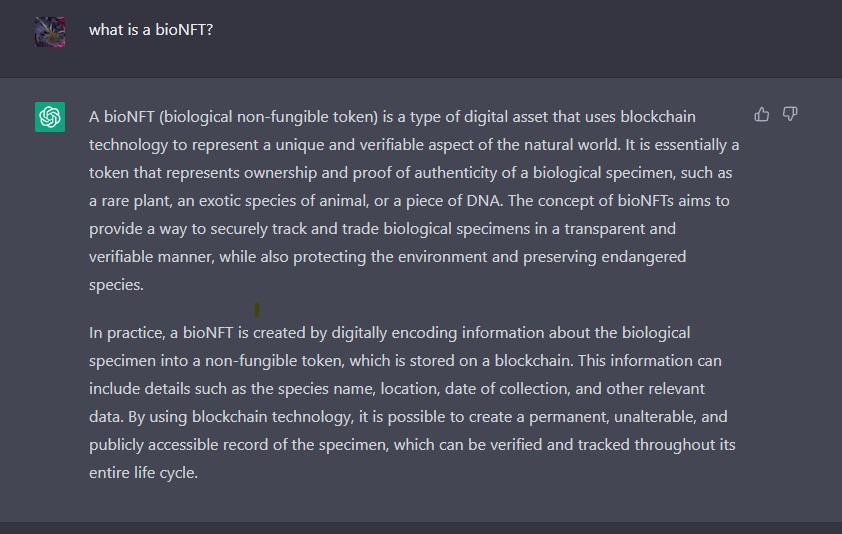 what is a bioNFT?
A bioNFT (biological non-fungible token) is a type of digital asset that uses blockchain
technology to represent a unique and verifiable aspect of the natural world. It is essentially a
token that represents ownership and proof of authenticity of a biological specimen, such as
a rare plant, an exotic species of animal, or a piece of DNA. The concept of bioNFTs aims to
provide a way to securely track and trade biological specimens in a transparent and
verifiable manner, while also protecting the environment and preserving endangered
species.
In practice, a bioNFT is created by digitally encoding information about the biological
specimen into a non-fungible token, which is stored on a blockchain. This information can
include details such as the species name, location, date of collection, and other relevant
data. By using blockchain technology, it is possible to create a permanent, unalterable, and
publicly accessible record of the specimen, which can be verified and tracked throughout its
entire life cycle.